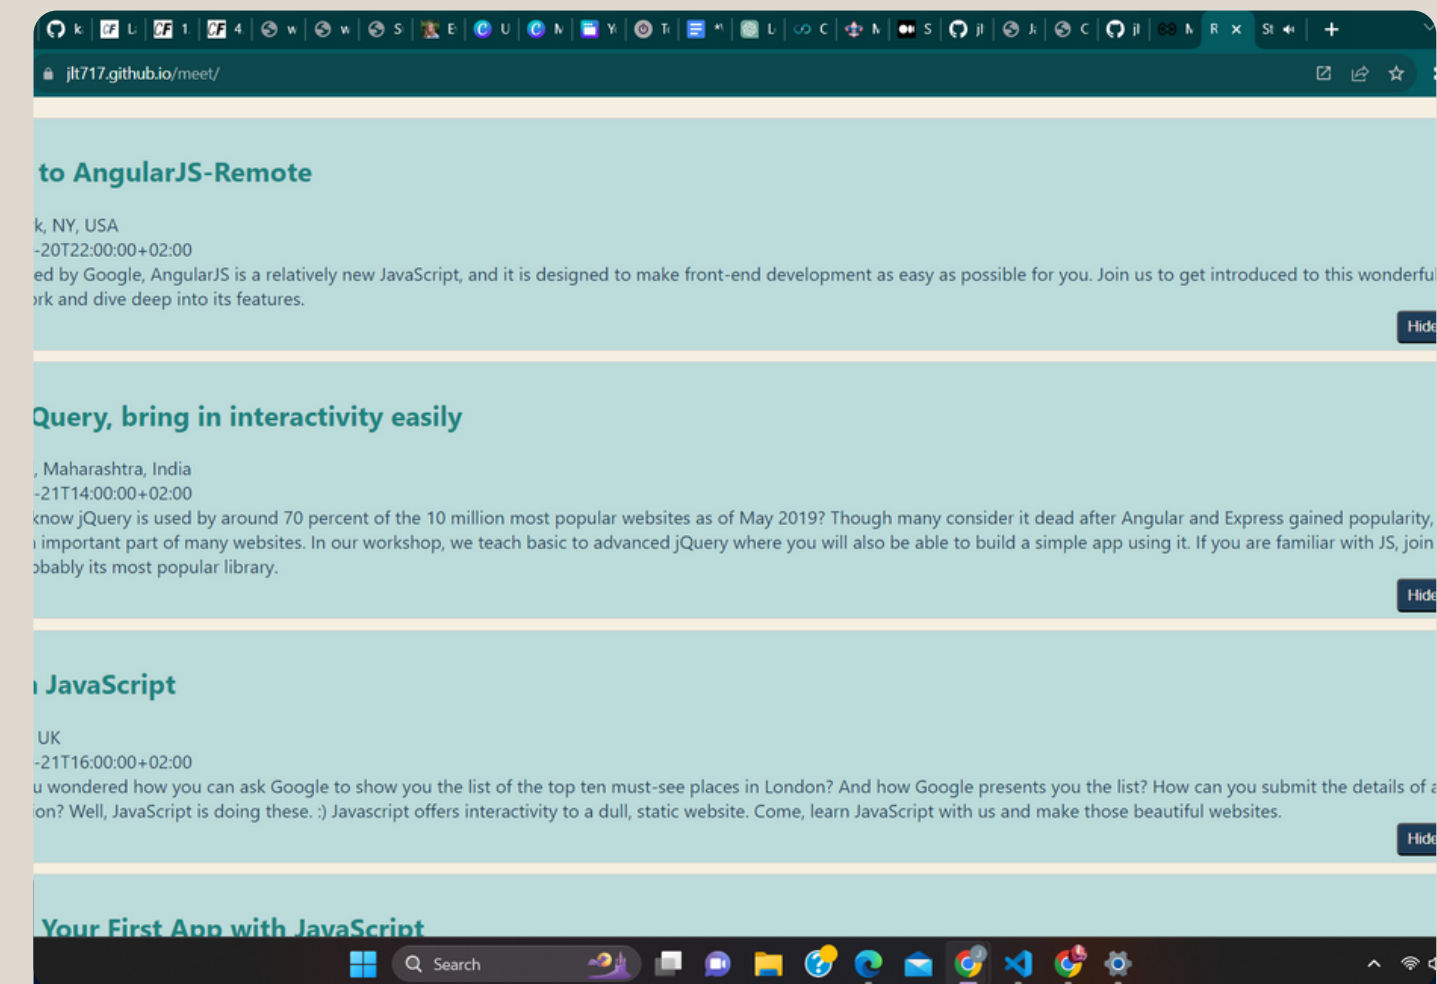 k L 1 4 w w S E U M Y T L C M S jl J C jl M R St
jlt717.github.io/meet/
to AngularJS-Remote
k, NY, USA
-20T22:00:00+02:00
ed by Google, AngularJS is a relatively new JavaScript, and it is designed to make front-end development as easy as possible for you. Join us to get introduced to this wonderful
ork and dive deep into its features.
Hide
Query, bring in interactivity easily
, Maharashtra, India
-21T14:00:00+02:00
know jQuery is used by around 70 percent of the 10 million most popular websites as of May 2019? Though many consider it dead after Angular and Express gained popularity,
important part of many websites. In our workshop, we teach basic to advanced jQuery where you will also be able to build a simple app using it. If you are familiar with JS, join
obably its most popular library.
Hide
JavaScript
UK
-21T16:00:00+02:00
u wondered how you can ask Google to show you the list of the top ten must-see places in London? And how Google presents you the list? How can you submit the details of a
ion? Well, JavaScript is doing these. :) Javascript offers interactivity to a dull, static website. Come, learn JavaScript with us and make those beautiful websites.
Hide
Your First App with JavaScript
Search